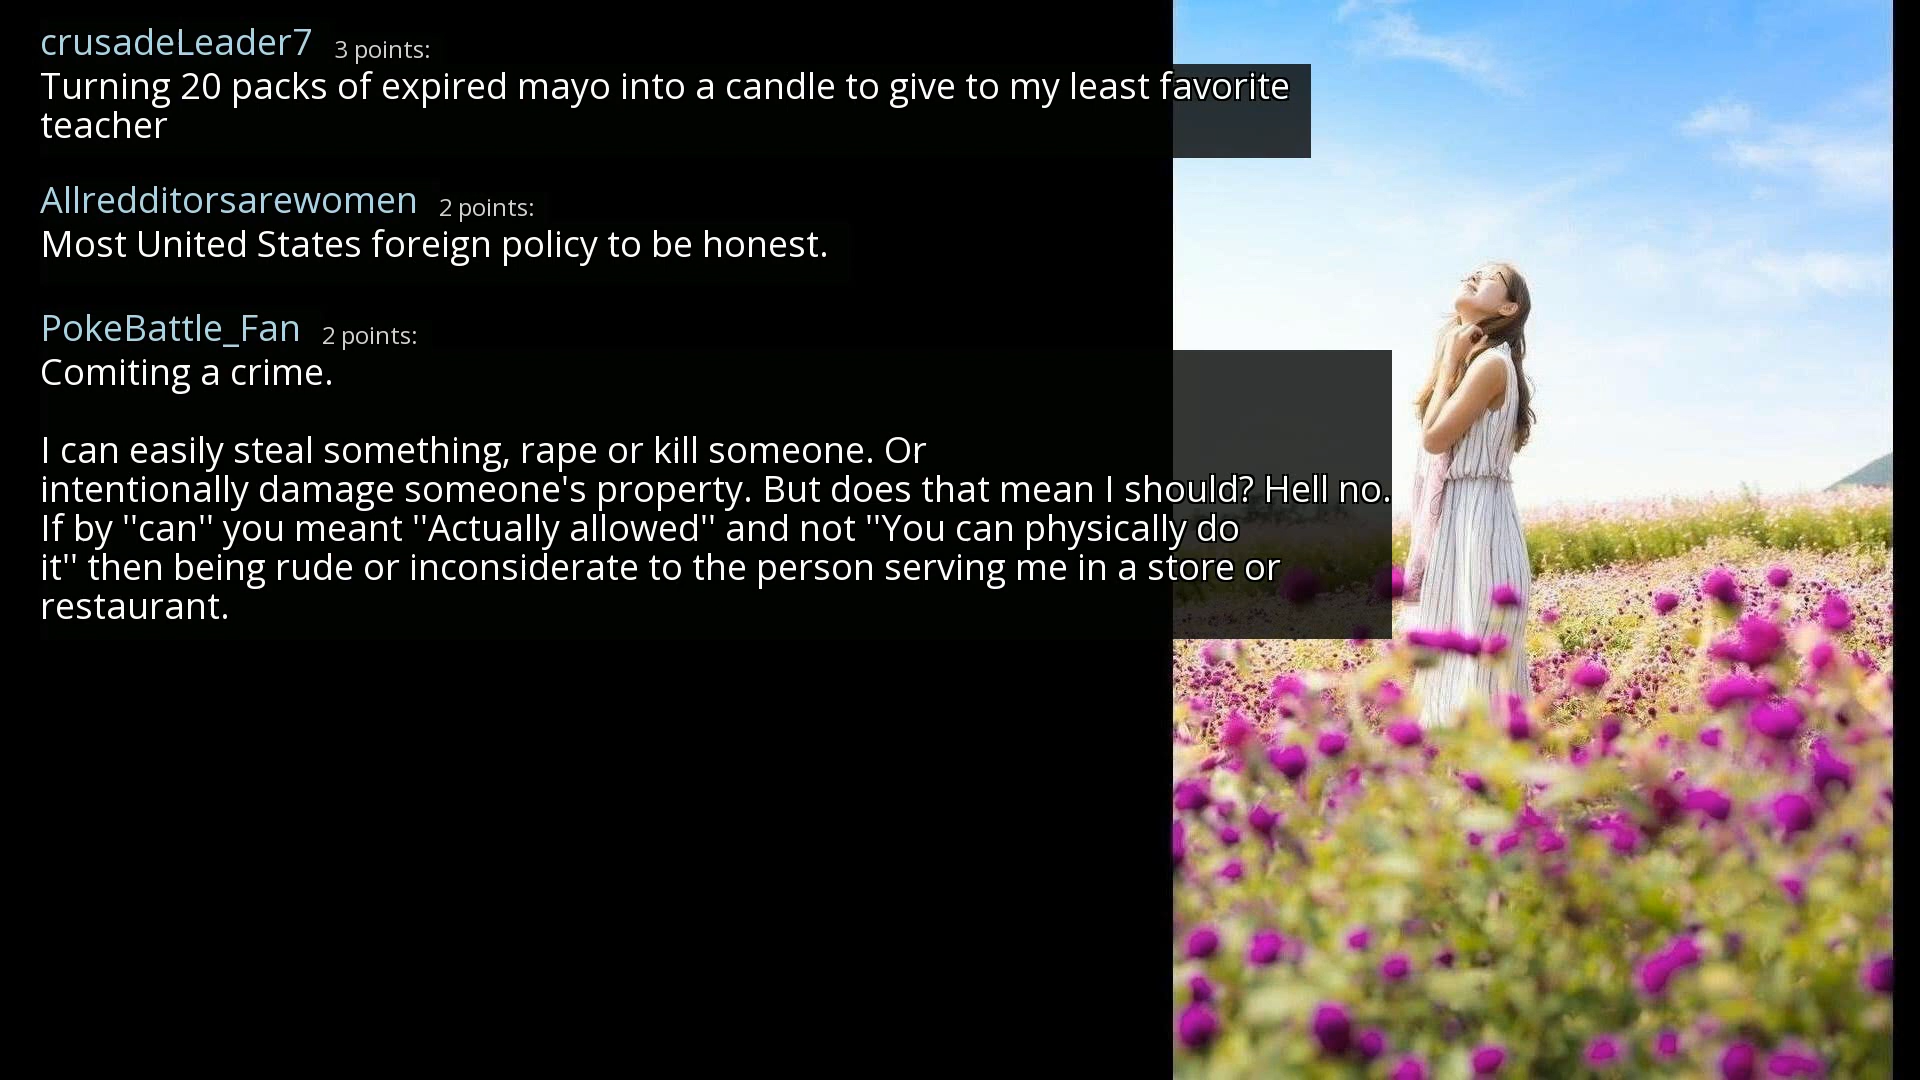 crusadeLeader7 3 points:
Turning 20 packs of expired mayo into a candle to give to my least favorite
teacher
Allredditorsarewomen 2 points:
Most United States foreign policy to be honest.
PokeBattle_Fan 2 points:
Comiting a crime.
I can easily steal something, rape or kill someone. Or
intentionally damage someone's property. But does that mean I should? Hell no.
If by ''can'' you meant ''Actually allowed'' and not ''You can physically do
it'' then being rude or inconsiderate to the person serving me in a store or
restaurant.